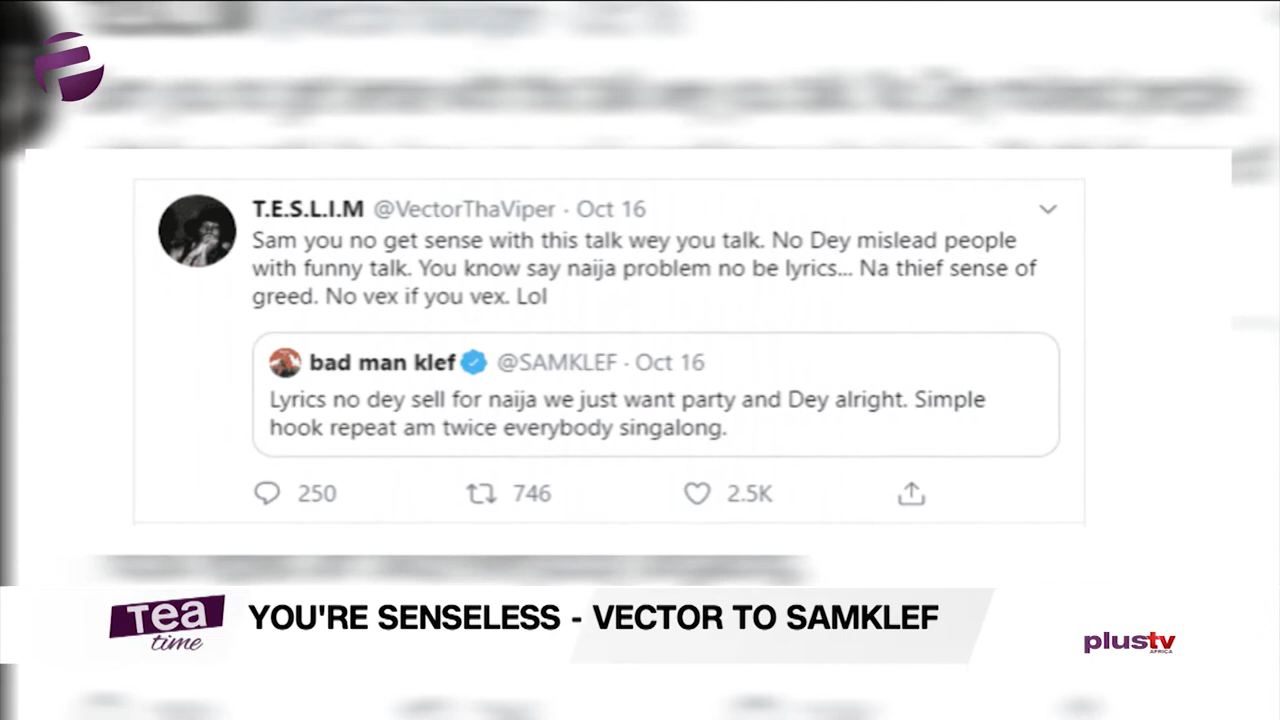 T.E.S.L.I.M @VectorThaViper · Oct 16
Sam you no get sense with this talk wey you talk. No Dey mislead people
with funny talk. You know say naija problem no be lyrics... Na thief sense of
greed. No vex if you vex. Lol
bad man klef @SAMKLEF · Oct 16
Lyrics no dey sell for naija we just want party and Dey alright. Simple
hook repeat am twice everybody singalong.
250 746 2.5K
Tea
time
YOU'RE SENSELESS - VECTOR TO SAMKLEF
plustv
AFRICA